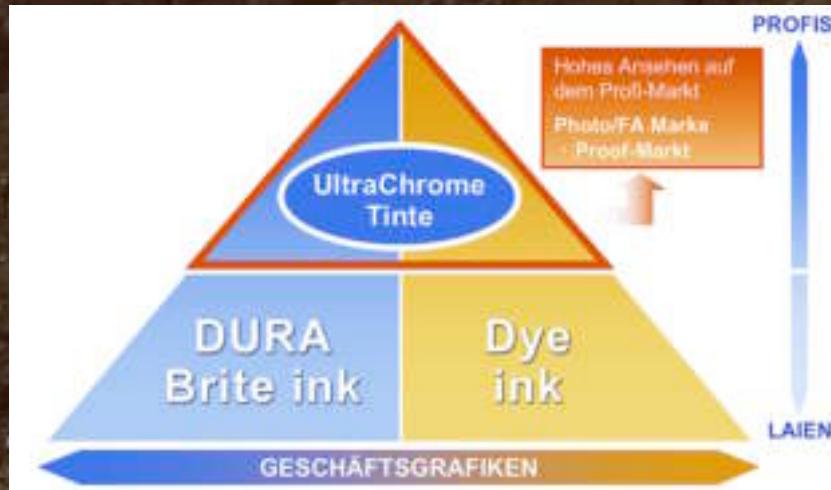 PROFIS
Hohes Ansehen auf
dem Profi-Markt
Photo/FA Marke
· Proof-Markt
UltraChrome
Tinte
DURA
Brite ink
Dye
ink
LAIEN
GESCHÄFTSGRAFIKEN